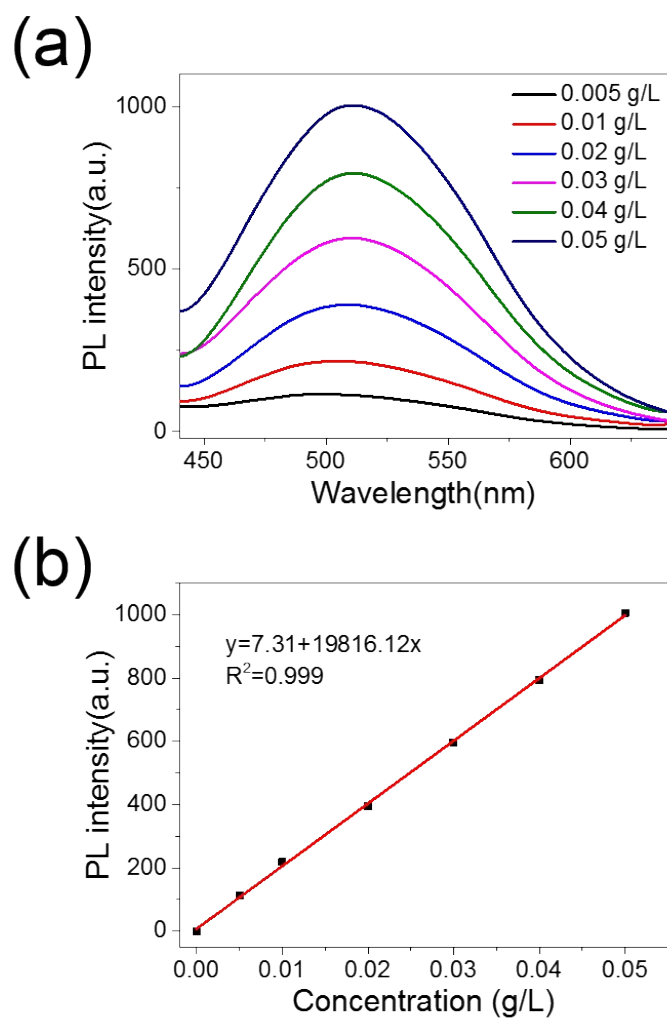 (a)
1000
500
0
PL intensity(a.u.)
0.005 g/L
0.01 g/L
0.02 g/L
0.03 g/L
0.04 g/L
0.05 g/L
450 500 550 600
Wavelength(nm)
(b)
1000
800
600
400
200
0
PL intensity(a.u.)
y=7.31+19816.12x
R²=0.999
0.00 0.01 0.02 0.03 0.04 0.05
Concentration (g/L)